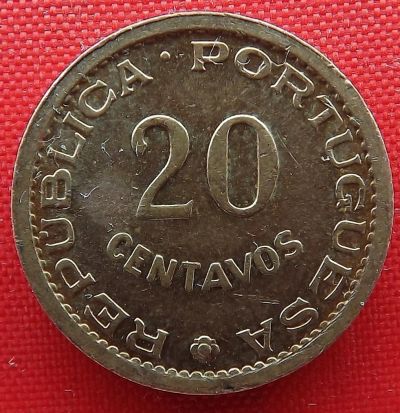 REPUBLICA · PORTUGUESA
20
CENTAVOS